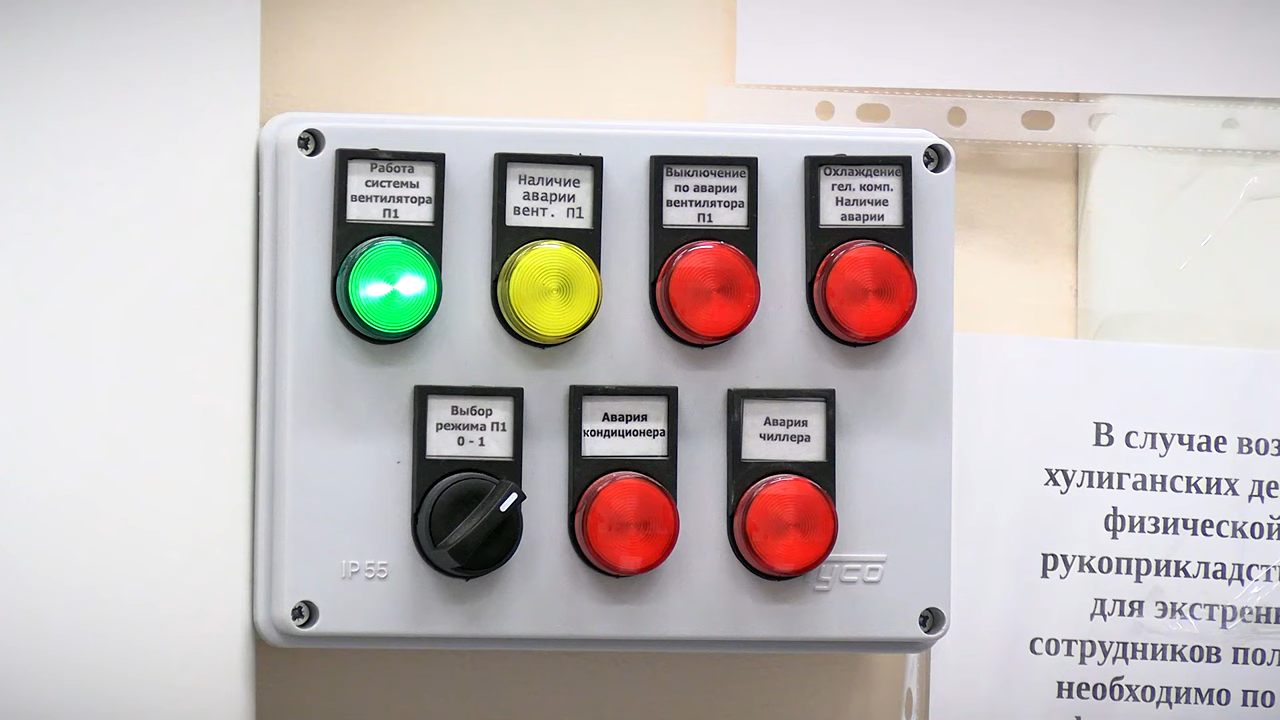 Работа
системы
вентилятора
П1
Наличие
аварии
вент. П1
Выключение
по аварии
вентилятора
П1
Охлаждение
гел. комп.
Наличие
аварии
Выбор
режима П1
0 - 1
Авария
кондиционера
Авария
чиллера
IP 55
tyco
В случае воз
хулиганских де
физической
рукоприкладст
для экстрен
сотрудников пол
необходимо по